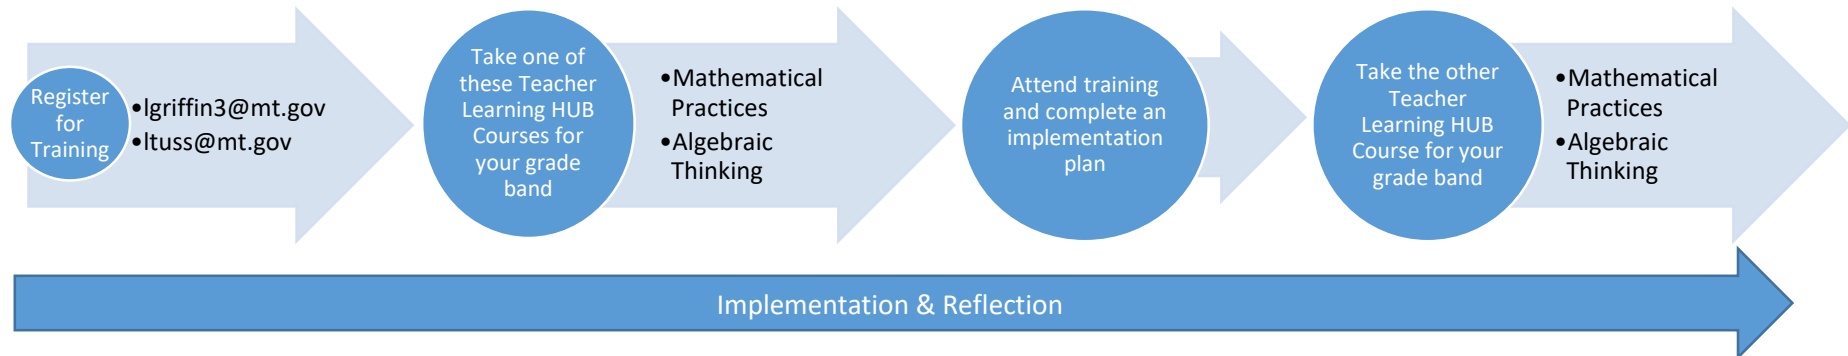 Register
for
Training
•lgriffin3@mt.gov
•ltuss@mt.gov
Take one of
these Teacher
Learning HUB
Courses for
your grade
band
•Mathematical
Practices
•Algebraic
Thinking
Attend training
and complete an
implementation
plan
Take the other
Teacher
Learning HUB
Course for your
grade band
•Mathematical
Practices
•Algebraic
Thinking
Implementation & Reflection